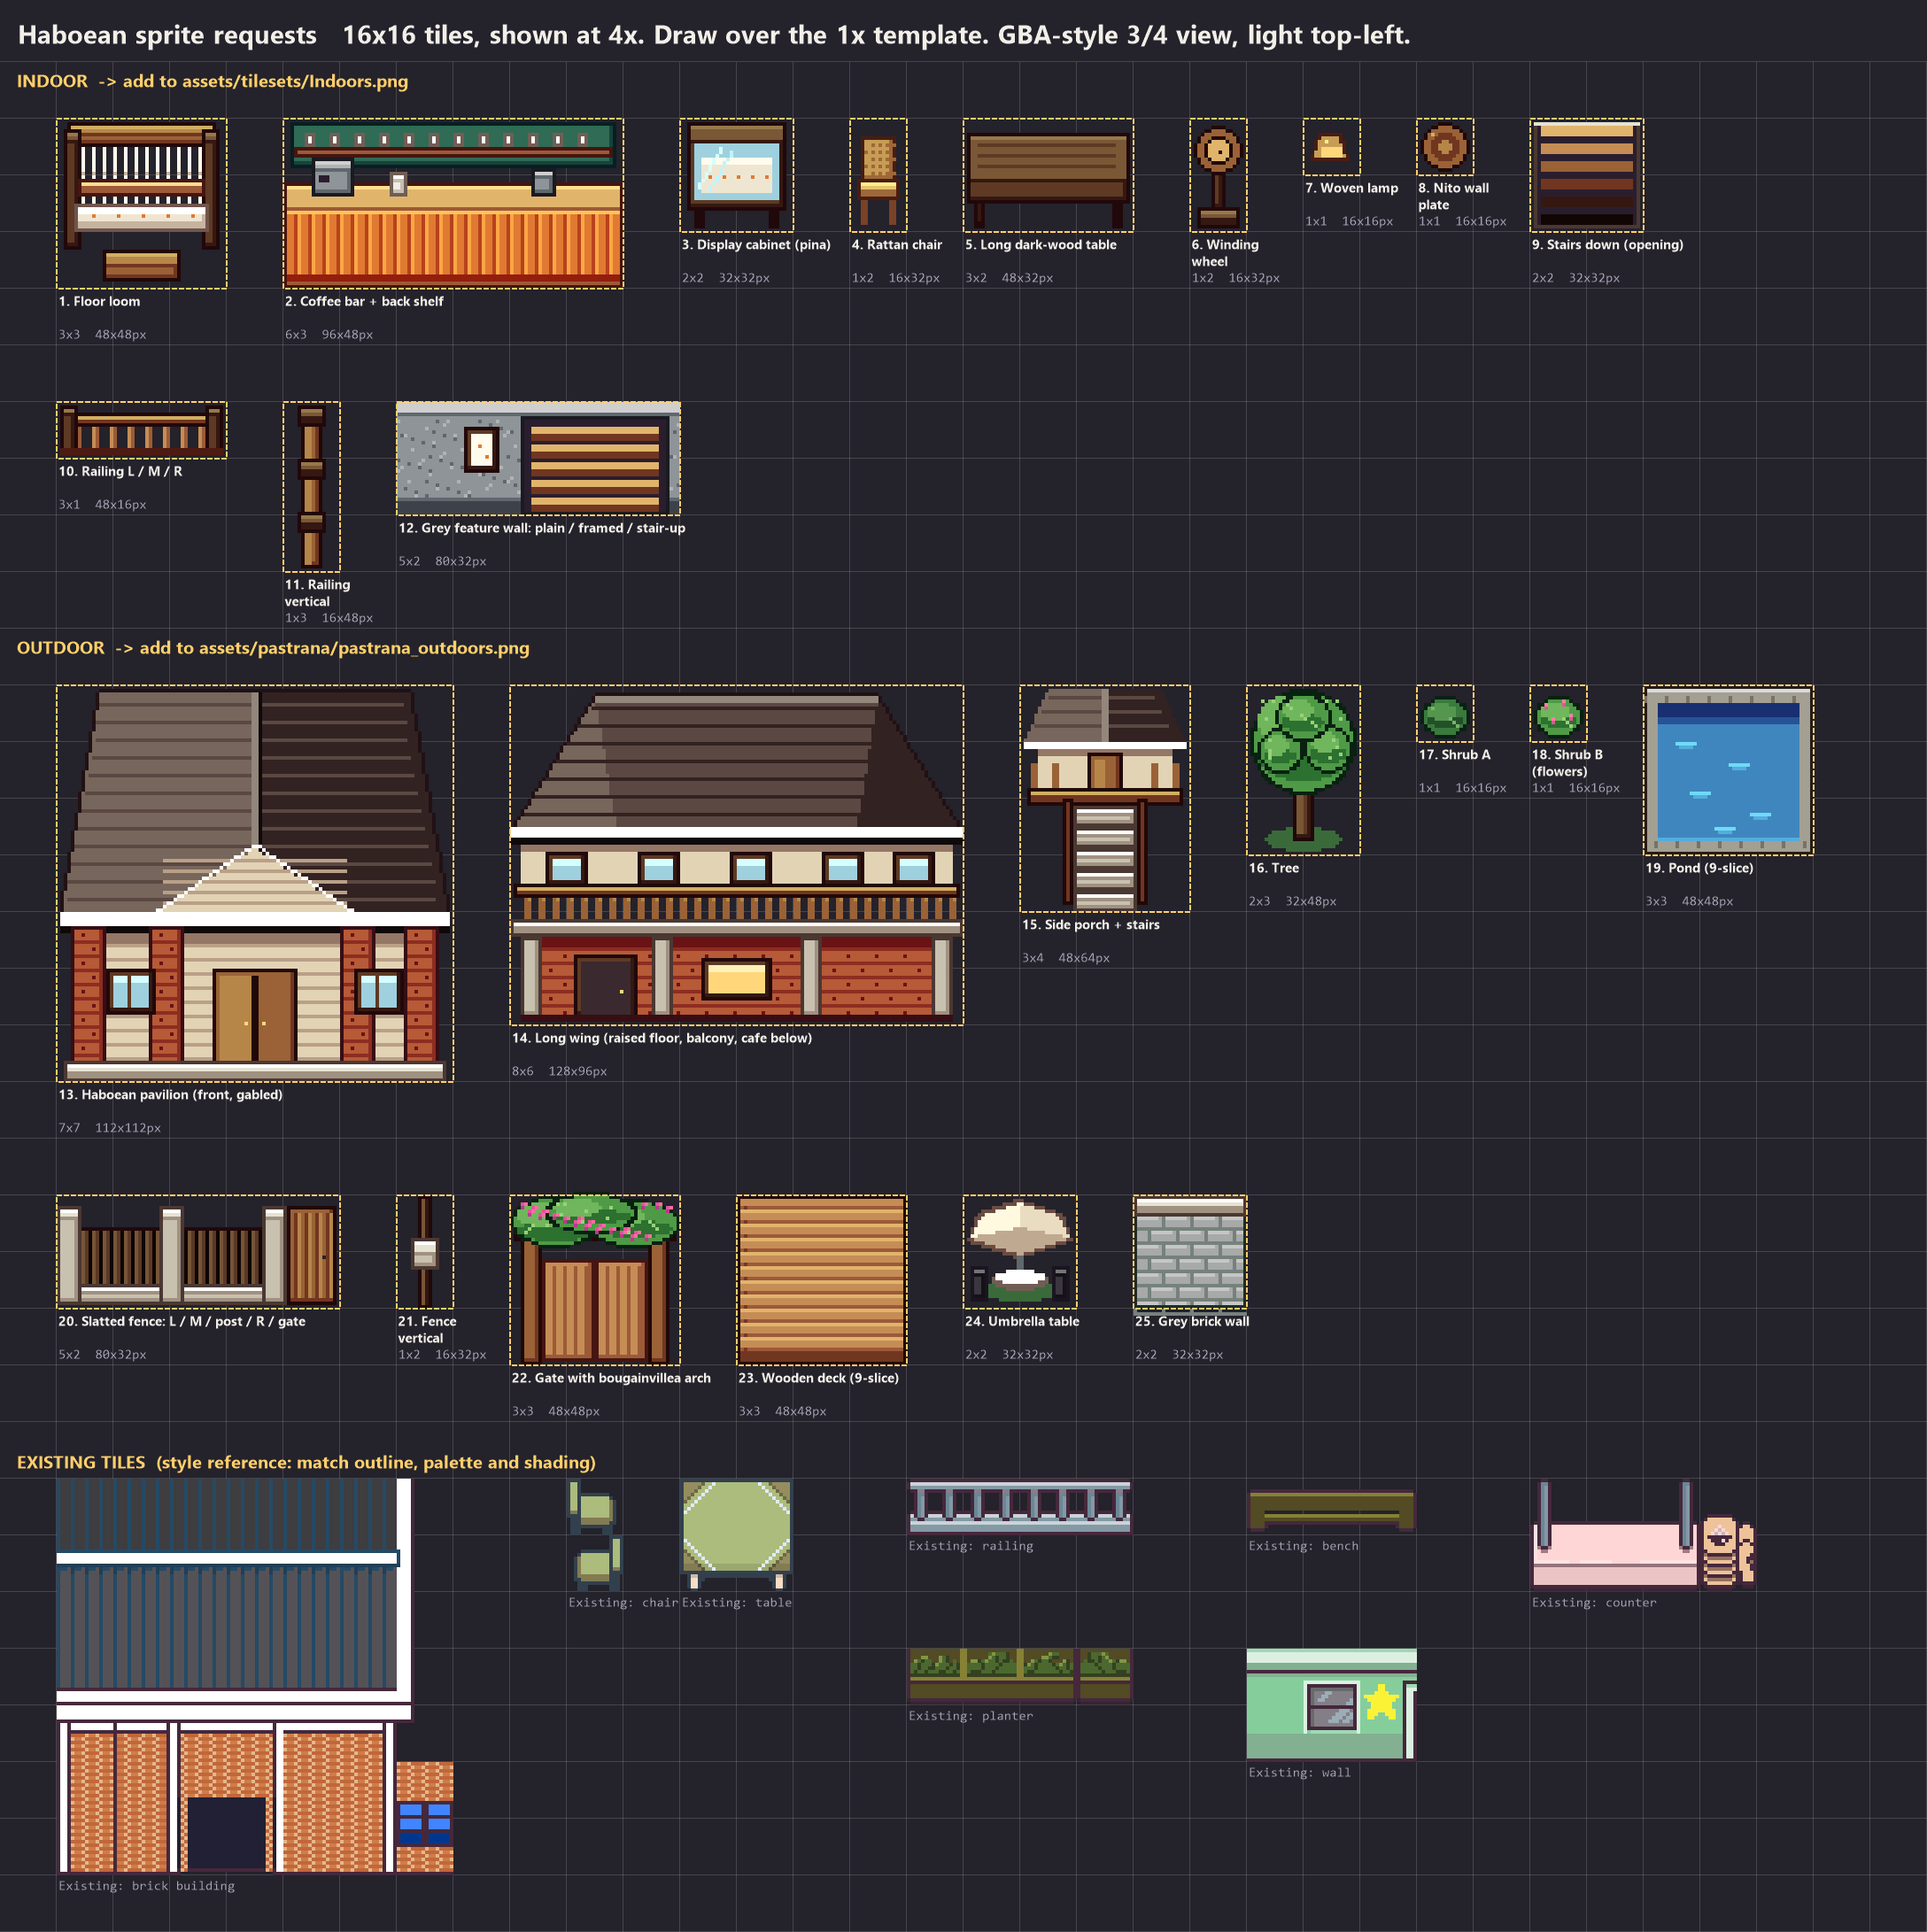 Haboean sprite requests   16x16 tiles, shown at 4x. Draw over the 1x template. GBA-style 3/4 view, light top-left.
INDOOR  -> add to assets/tilesets/Indoors.png
1. Floor loom
3x3  48x48px
2. Coffee bar + back shelf
6x3  96x48px
3. Display cabinet (pina)
2x2  32x32px
4. Rattan chair
1x2  16x32px
5. Long dark-wood table
3x2  48x32px
6. Winding
wheel
1x2  16x32px
7. Woven lamp
1x1  16x16px
8. Nito wall
plate
1x1  16x16px
9. Stairs down (opening)
2x2  32x32px
10. Railing L / M / R
3x1  48x16px
11. Railing
vertical
1x3  16x48px
12. Grey feature wall: plain / framed / stair-up
5x2  80x32px
OUTDOOR  -> add to assets/pastrana/pastrana_outdoors.png
13. Haboean pavilion (front, gabled)
7x7  112x112px
14. Long wing (raised floor, balcony, cafe below)
8x6  128x96px
15. Side porch + stairs
3x4  48x64px
16. Tree
2x3  32x48px
17. Shrub A
1x1  16x16px
18. Shrub B
(flowers)
1x1  16x16px
19. Pond (9-slice)
3x3  48x48px
20. Slatted fence: L / M / post / R / gate
5x2  80x32px
21. Fence
vertical
1x2  16x32px
22. Gate with bougainvillea arch
3x3  48x48px
23. Wooden deck (9-slice)
3x3  48x48px
24. Umbrella table
2x2  32x32px
25. Grey brick wall
2x2  32x32px
EXISTING TILES  (style reference: match outline, palette and shading)
Existing: brick building
Existing: chair
Existing: table
Existing: railing
Existing: bench
Existing: counter
Existing: planter
Existing: wall